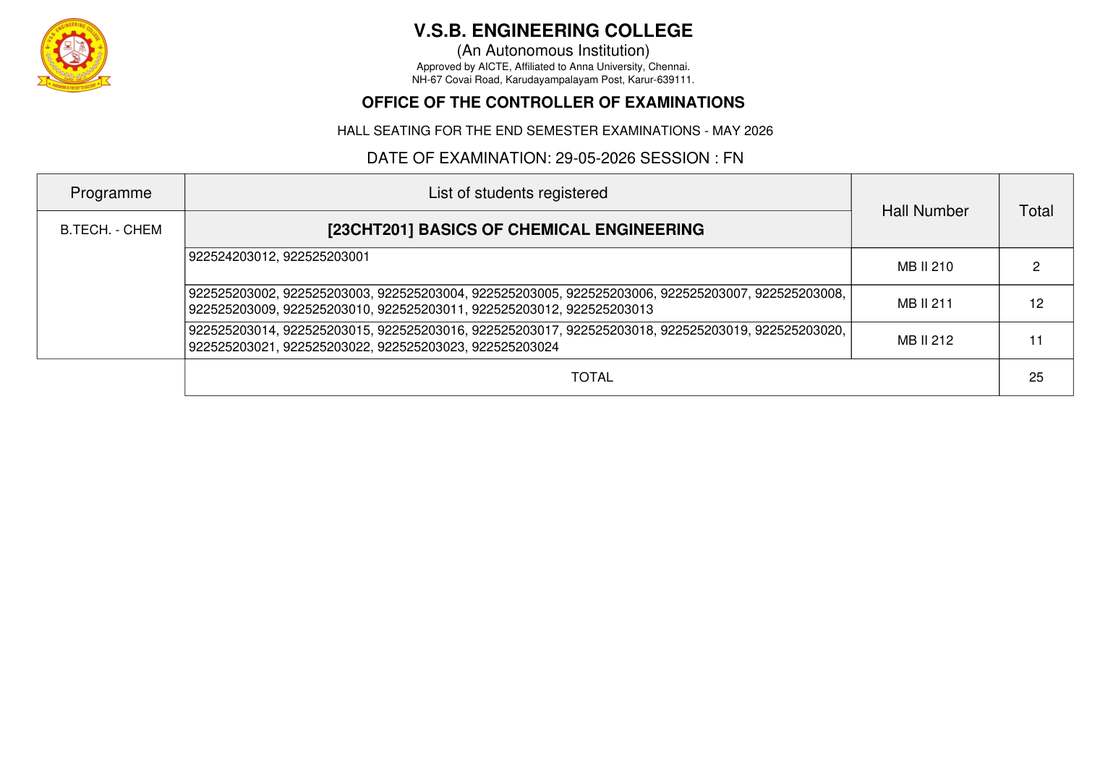 V.S.B. ENGINEERING COLLEGE
(An Autonomous Institution)
Approved by AICTE, Affiliated to Anna University, Chennai.
NH-67 Covai Road, Karudayampalayam Post, Karur-639111.
OFFICE OF THE CONTROLLER OF EXAMINATIONS
HALL SEATING FOR THE END SEMESTER EXAMINATIONS - MAY 2026
DATE OF EXAMINATION: 29-05-2026 SESSION : FN
Programme
List of students registered
Hall Number
Total
B.TECH. - CHEM
[23CHT201] BASICS OF CHEMICAL ENGINEERING
922524203012, 922525203001
MB II 210
2
922525203002, 922525203003, 922525203004, 922525203005, 922525203006, 922525203007, 922525203008,
922525203009, 922525203010, 922525203011, 922525203012, 922525203013
MB II 211
12
922525203014, 922525203015, 922525203016, 922525203017, 922525203018, 922525203019, 922525203020,
922525203021, 922525203022, 922525203023, 922525203024
MB II 212
11
TOTAL
25